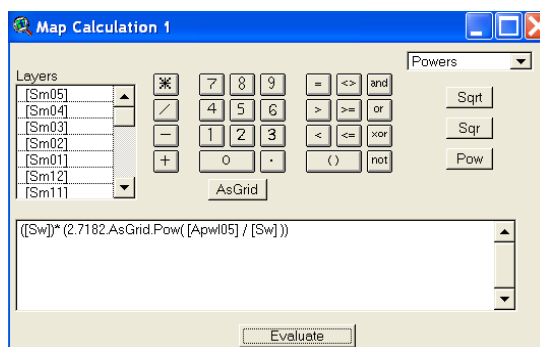 Map Calculation 1
Powers
Layers
[Sm05]
[Sm04]
[Sm03]
[Sm02]
[Sm01]
[Sm12]
[Sm11]
* 7 8 9 = <> and
/ 4 5 6 > >= or
- 1 2 3 < <= xor
+ 0 . () not
AsGrid
Sqrt
Sqr
Pow
([Sw])* (2.7182.AsGrid.Pow( [Apwl05] / [Sw] ))
Evaluate